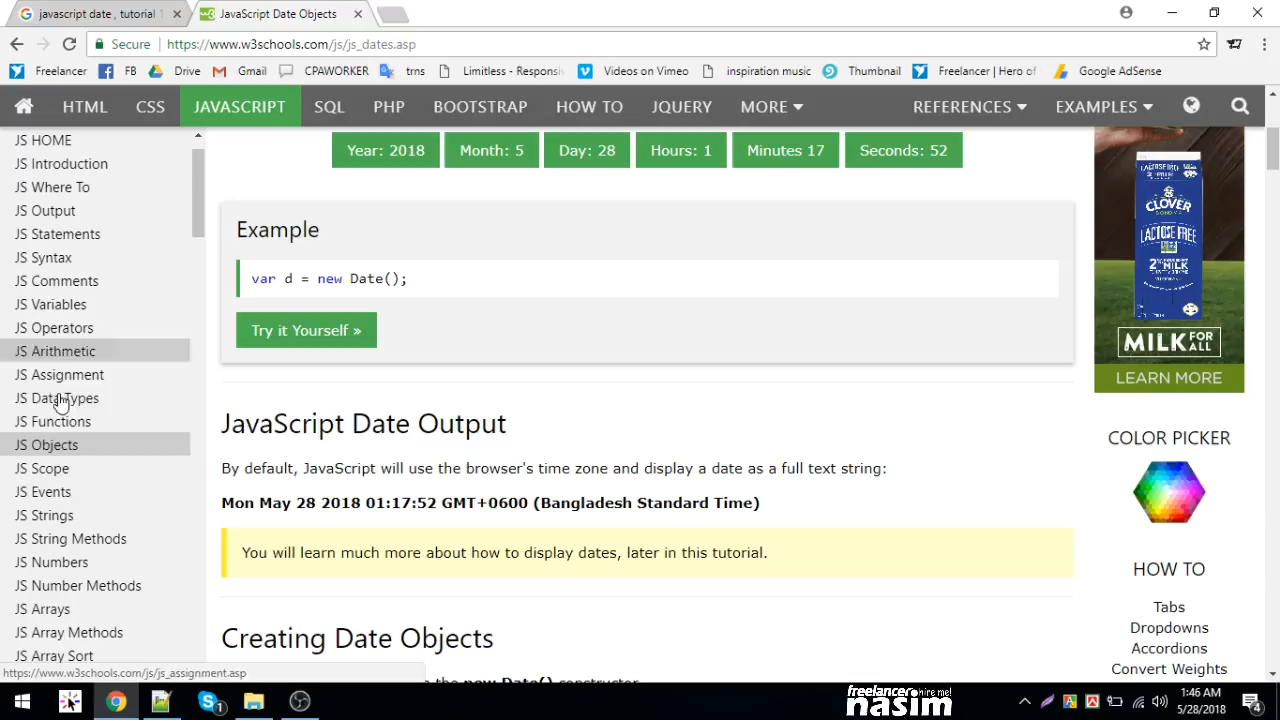 javascript date , tutorial
JavaScript Date Objects
Secure
https://www.w3schools.com/js/js_dates.asp
Freelancer
FB
Drive
Gmail
CPAWORKER
trns
Limitless - Responsi
Videos on Vimeo
inspiration music
Thumbnail
Freelancer | Hero of
Google AdSense
HTML
CSS
JAVASCRIPT
SQL
PHP
BOOTSTRAP
HOW TO
JQUERY
MORE
REFERENCES
EXAMPLES
JS HOME
JS Introduction
JS Where To
JS Output
JS Statements
JS Syntax
JS Comments
JS Variables
JS Operators
JS Arithmetic
JS Assignment
JS Data Types
JS Functions
JS Objects
JS Scope
JS Events
JS Strings
JS String Methods
JS Numbers
JS Number Methods
JS Arrays
JS Array Methods
JS Array Sort
Year: 2018
Month: 5
Day: 28
Hours: 1
Minutes 17
Seconds: 52
Example
var d = new Date();
Try it Yourself »
JavaScript Date Output
By default, JavaScript will use the browser's time zone and display a date as a full text string:
Mon May 28 2018 01:17:52 GMT+0600 (Bangladesh Standard Time)
You will learn much more about how to display dates, later in this tutorial.
Creating Date Objects
the new Date() constructor
CLOVER
LACTOSE FREE
2% MILK
MILK FOR ALL
LEARN MORE
COLOR PICKER
HOW TO
Tabs
Dropdowns
Accordions
Convert Weights
https://www.w3schools.com/js/js_assignment.asp
freelancer hire me!
nasim
1:46 AM
5/28/2018
4